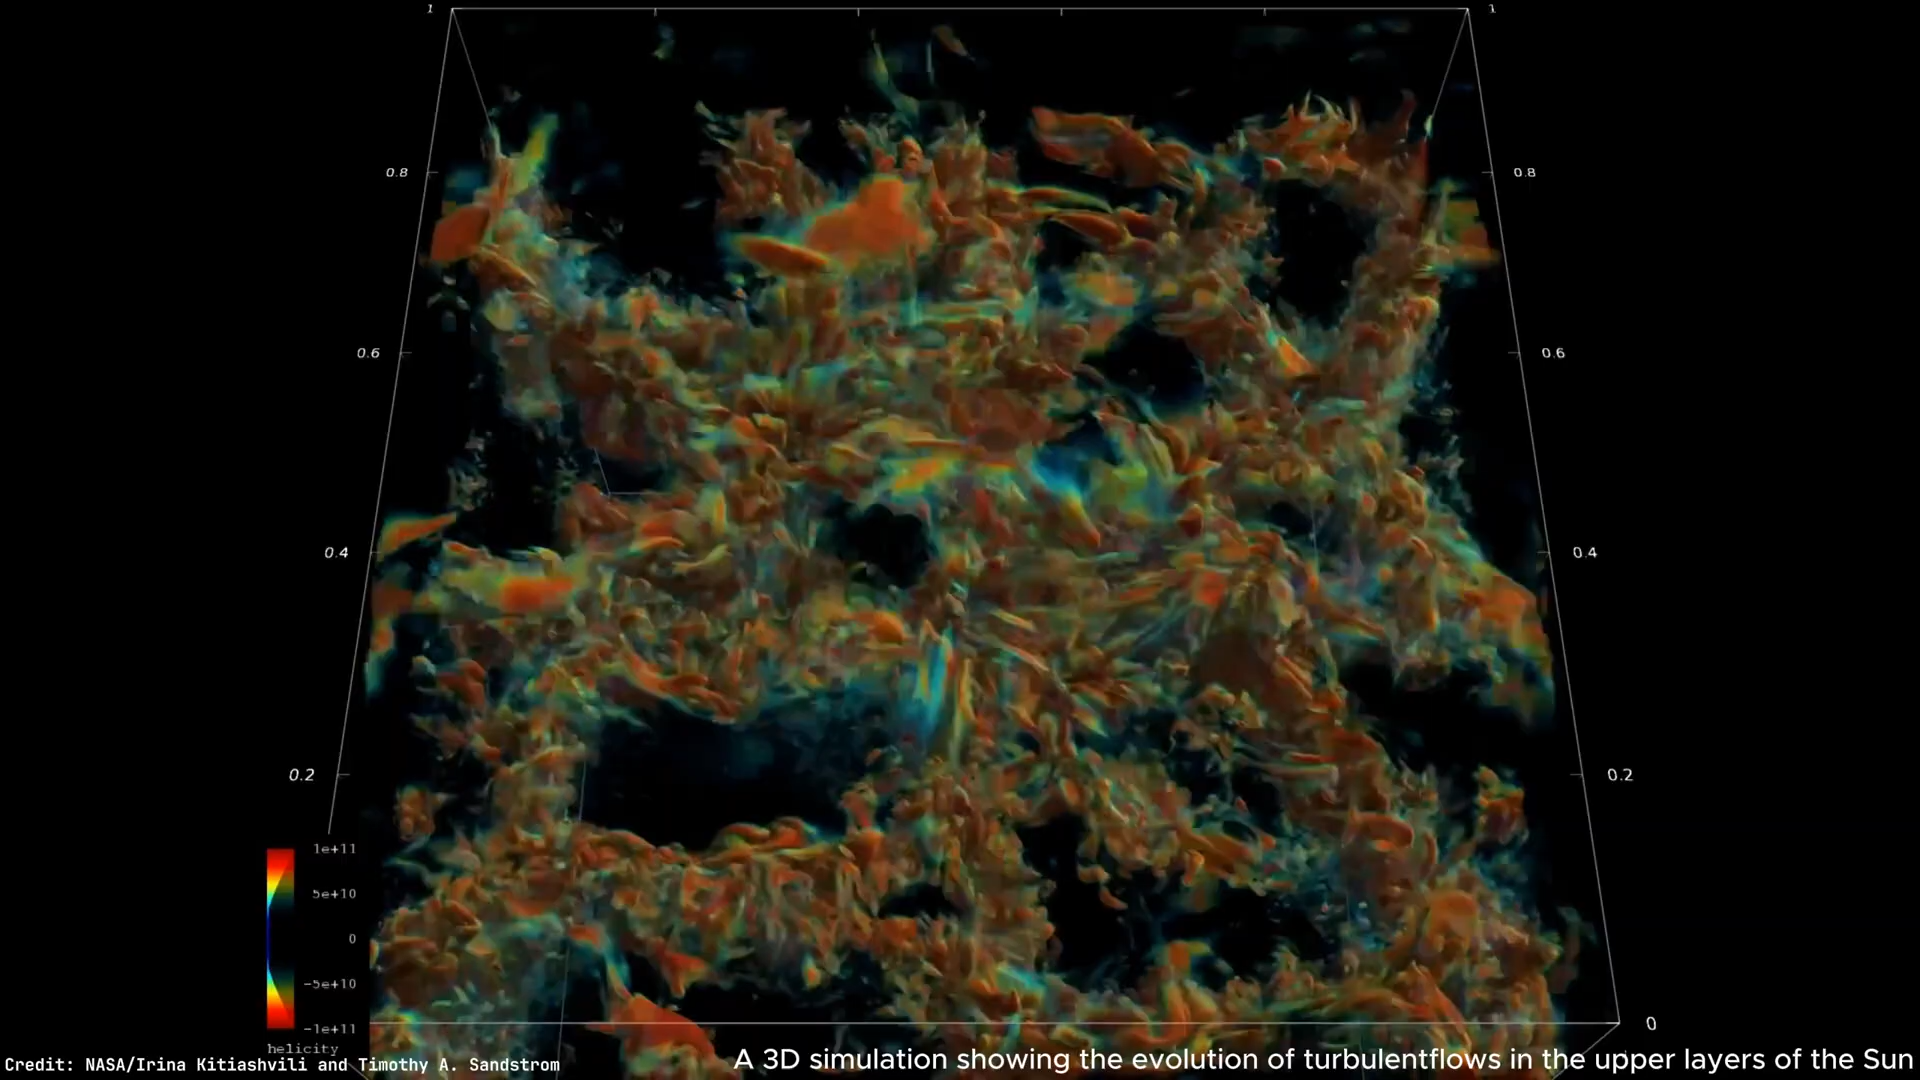 1 1
0.8 0.8
0.6 0.6
0.4 0.4
0.2 0.2
1e+11
5e+10
0
−5e+10
−1e+11
0
helicity
Credit: NASA/Irina Kitiashvili and Timothy A. Sandstrom
A 3D simulation showing the evolution of turbulentflows in the upper layers of the Sun